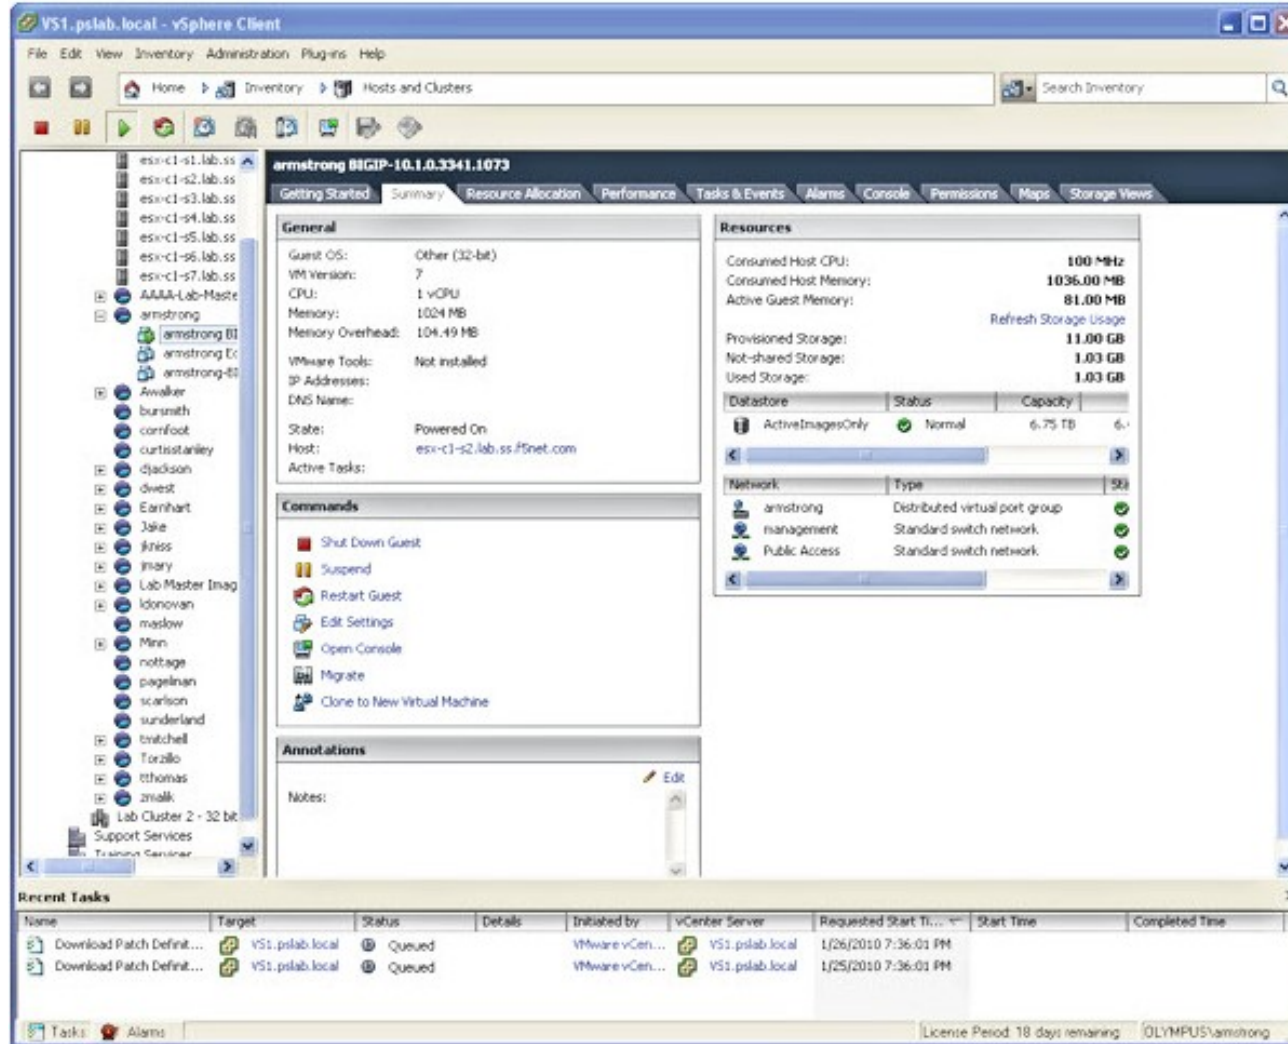 VS1.pslab.local - vSphere Client
File Edit View Inventory Administration Plug-ins Help
Home Inventory Hosts and Clusters
Search Inventory
esx-c1-s1.lab.ss
esx-c1-s2.lab.ss
esx-c1-s3.lab.ss
esx-c1-s4.lab.ss
esx-c1-s5.lab.ss
esx-c1-s6.lab.ss
esx-c1-s7.lab.ss
AAAA-Lab-Maste
armstrong
armstrong BI
armstrong Ec
armstrong-BI
Awalker
bursmith
cornfoot
curtisstanley
djackson
dwest
Earnhart
Jake
jkniss
jmary
Lab Master Imag
ldonovan
maslow
Minn
nottage
pagelman
scarlson
sunderland
tmitchell
Torzillo
tthomas
zmalik
Lab Cluster 2 - 32 bit
Support Services
Training Services
armstrong BIGIP-10.1.0.3341.1073
Getting Started Summary Resource Allocation Performance Tasks & Events Alarms Console Permissions Maps Storage Views
General
Guest OS: Other (32-bit)
VM Version: 7
CPU: 1 vCPU
Memory: 1024 MB
Memory Overhead: 104.49 MB
VMware Tools: Not installed
IP Addresses:
DNS Name:
State: Powered On
Host: esx-c1-s2.lab.ss.f5net.com
Active Tasks:
Commands
Shut Down Guest
Suspend
Restart Guest
Edit Settings
Open Console
Migrate
Clone to New Virtual Machine
Annotations
Edit
Notes:
Resources
Consumed Host CPU: 100 MHz
Consumed Host Memory: 1036.00 MB
Active Guest Memory: 81.00 MB
Refresh Storage Usage
Provisioned Storage: 11.00 GB
Not-shared Storage: 1.03 GB
Used Storage: 1.03 GB
Datastore Status Capacity
ActiveImagesOnly Normal 6.75 TB 6.
Network Type Sta
armstrong Distributed virtual port group
management Standard switch network
Public Access Standard switch network
Recent Tasks
Name Target Status Details Initiated by vCenter Server Requested Start Ti... Start Time Completed Time
Download Patch Definit... VS1.pslab.local Queued VMware vCen... VS1.pslab.local 1/26/2010 7:36:01 PM
Download Patch Definit... VS1.pslab.local Queued VMware vCen... VS1.pslab.local 1/25/2010 7:36:01 PM
Tasks Alarms License Period: 18 days remaining OLYMPUS\armstrong